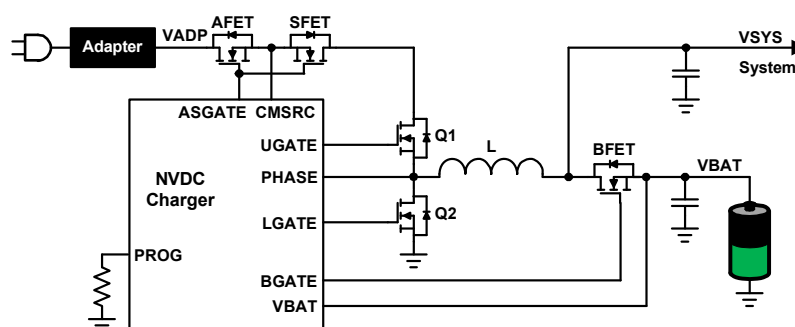 AFET
SFET
VADP
Adapter
VSYS
System
ASGATE
CMSRC
UGATE
Q1
L
BFET
NVDC
Charger
PHASE
VBAT
LGATE
Q2
PROG
BGATE
VBAT